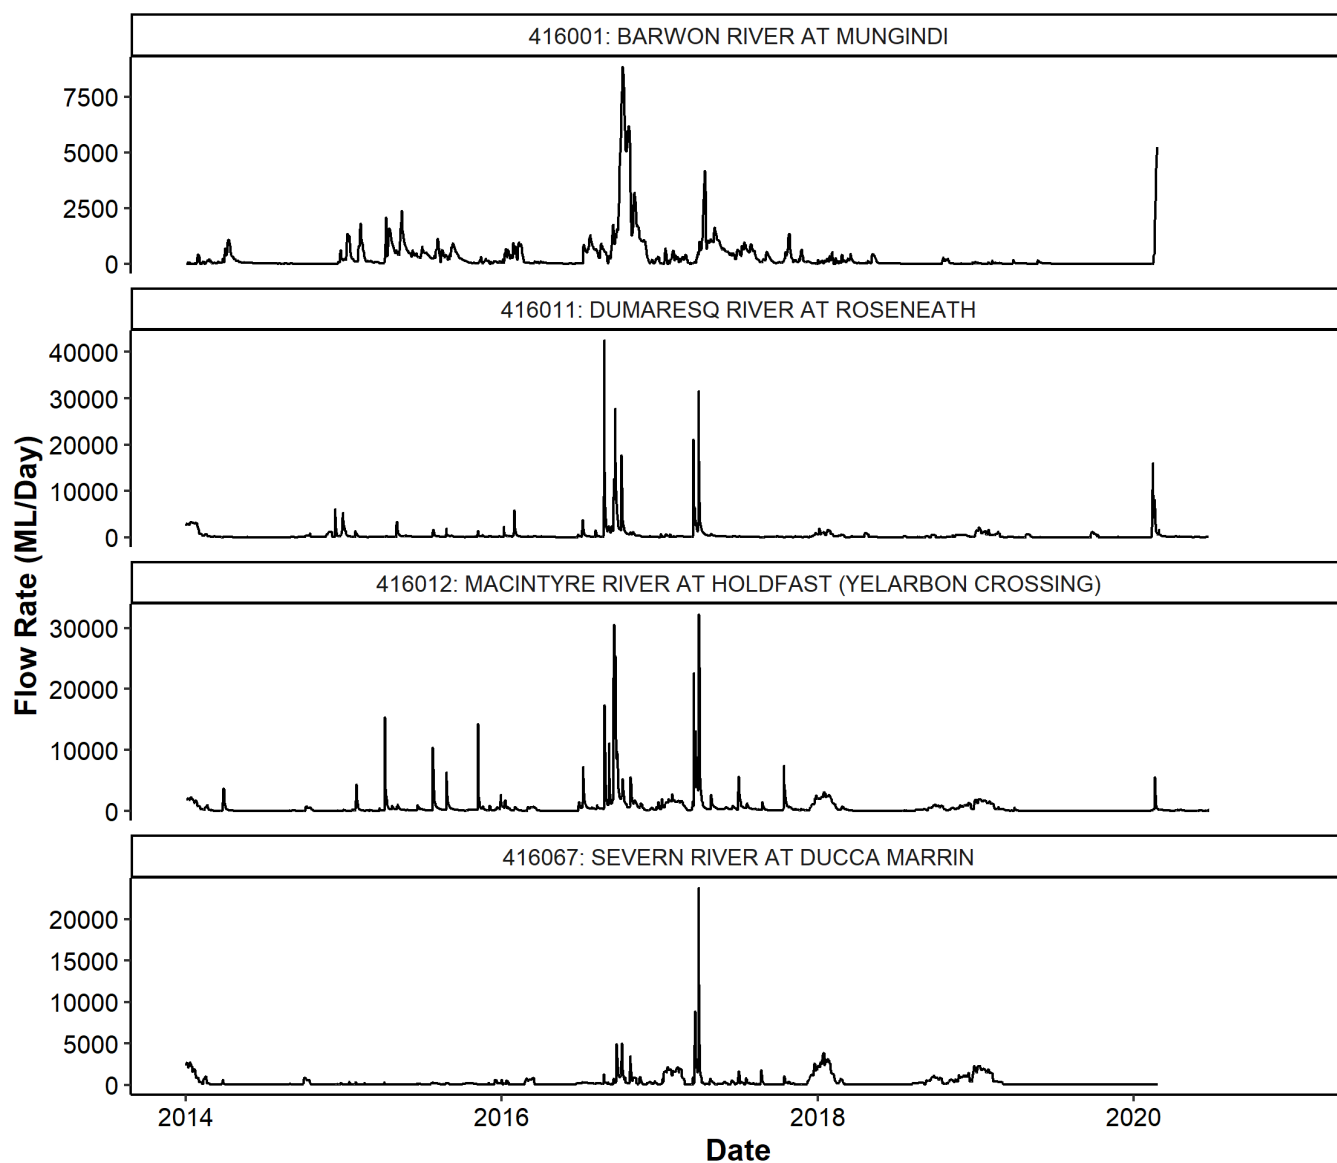 416001: BARWON RIVER AT MUNGINDI
7500
5000
2500
0
416011: DUMARESQ RIVER AT ROSENEATH
40000
30000
20000
10000
0
416012: MACINTYRE RIVER AT HOLDFAST (YELARBON CROSSING)
30000
20000
10000
0
416067: SEVERN RIVER AT DUCCA MARRIN
20000
15000
10000
5000
0
2014 2016 2018 2020
Date
Flow Rate (ML/Day)